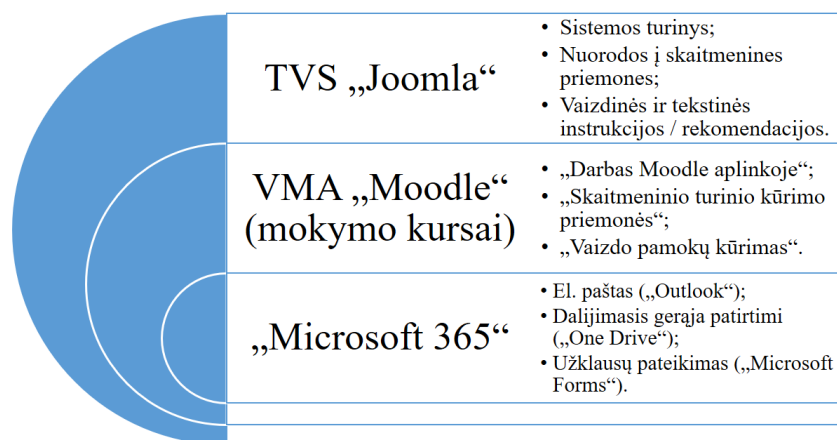 TVS „Joomla“
• Sistemos turinys;
• Nuorodos į skaitmenines
priemones;
• Vaizdinės ir tekstinės
instrukcijos / rekomendacijos.
VMA „Moodle“
(mokymo kursai)
• „Darbas Moodle aplinkoje“;
• „Skaitmeninio turinio kūrimo
priemonės“;
• „Vaizdo pamokų kūrimas“.
„Microsoft 365“
• El. paštas („Outlook“);
• Dalijimasis gerąja patirtimi
(„One Drive“);
• Užklausų pateikimas („Microsoft
Forms“).